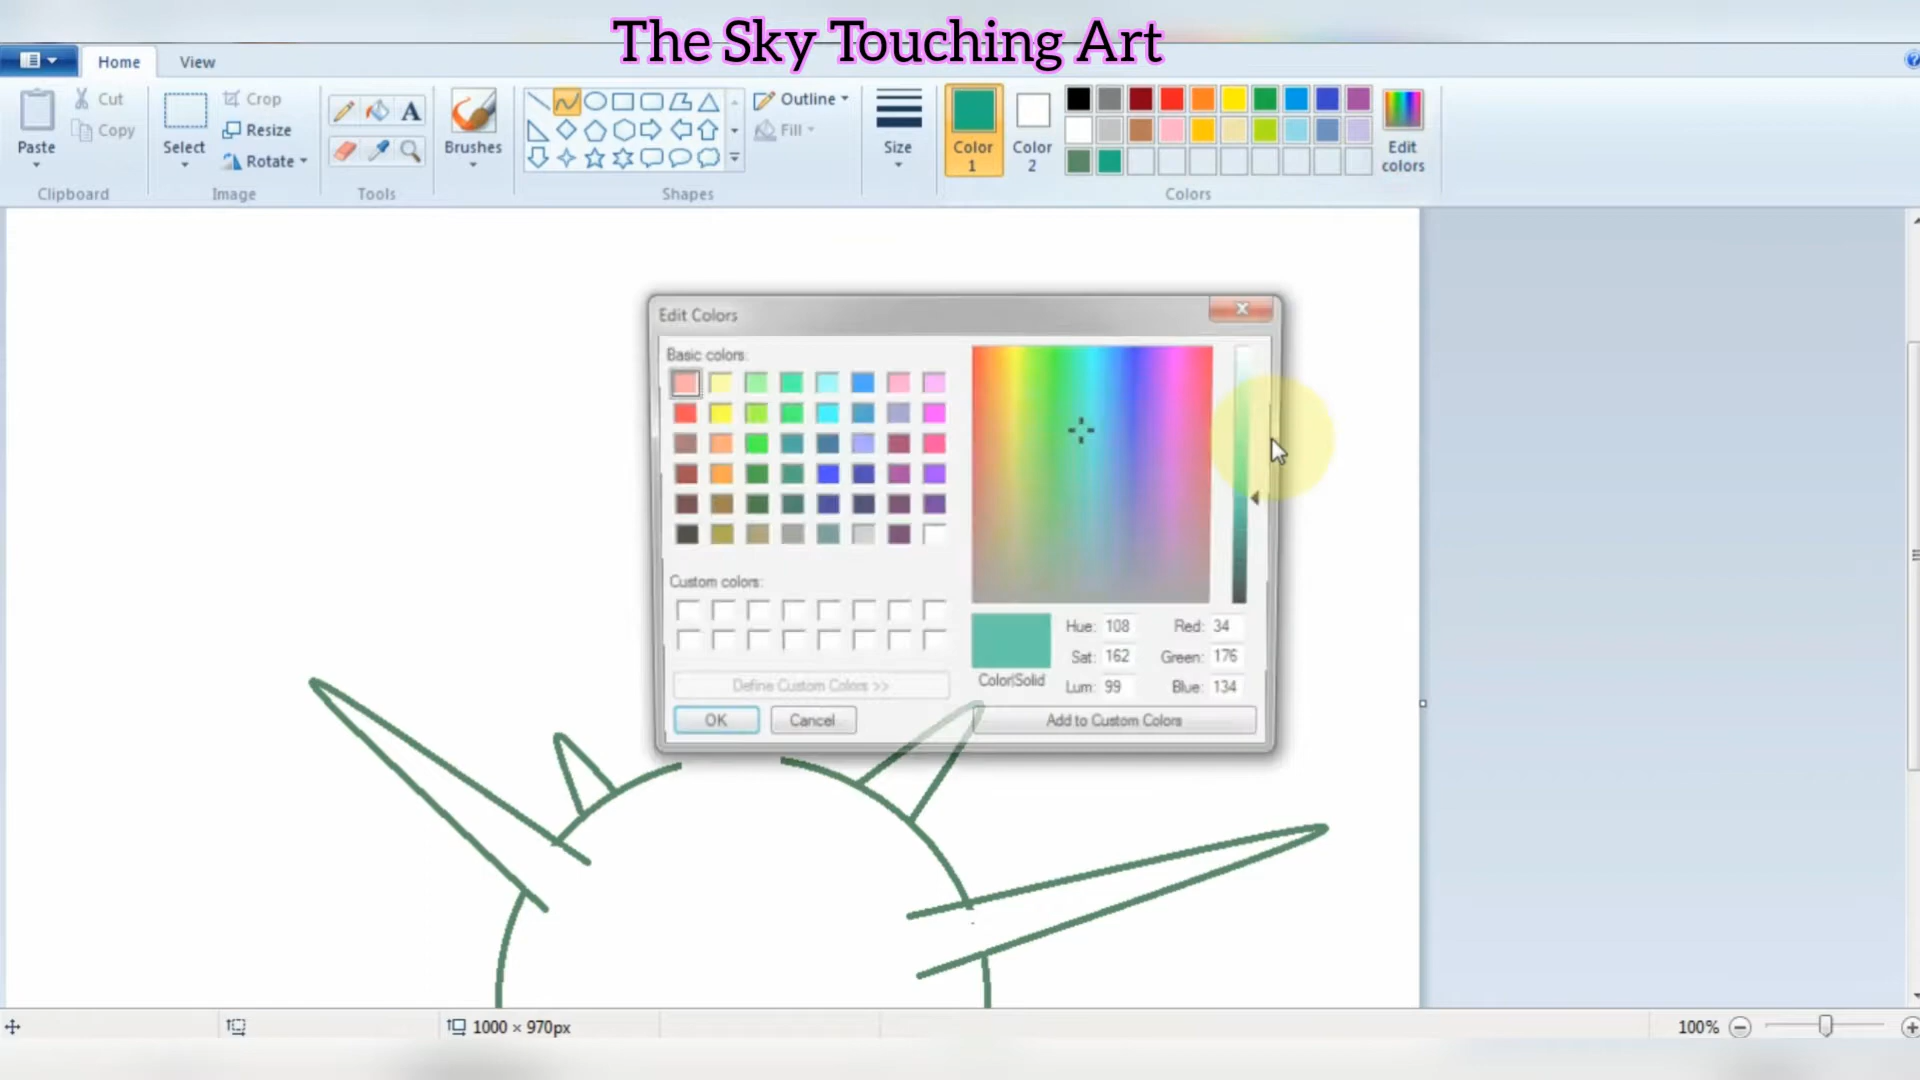 The Sky Touching Art
Home View
Cut
Copy
Paste
Clipboard
Select
Crop
Resize
Rotate
Image
A
Tools
Brushes
Outline
Fill
Shapes
Size
Color
1
Color
2
Edit
colors
Colors
Edit Colors
Basic colors:
Custom colors:
Define Custom Colors >>
OK Cancel
Color|Solid
Hue: 108 Red: 34
Sat: 162 Green: 176
Lum: 99 Blue: 134
Add to Custom Colors
1000 × 970px
100%